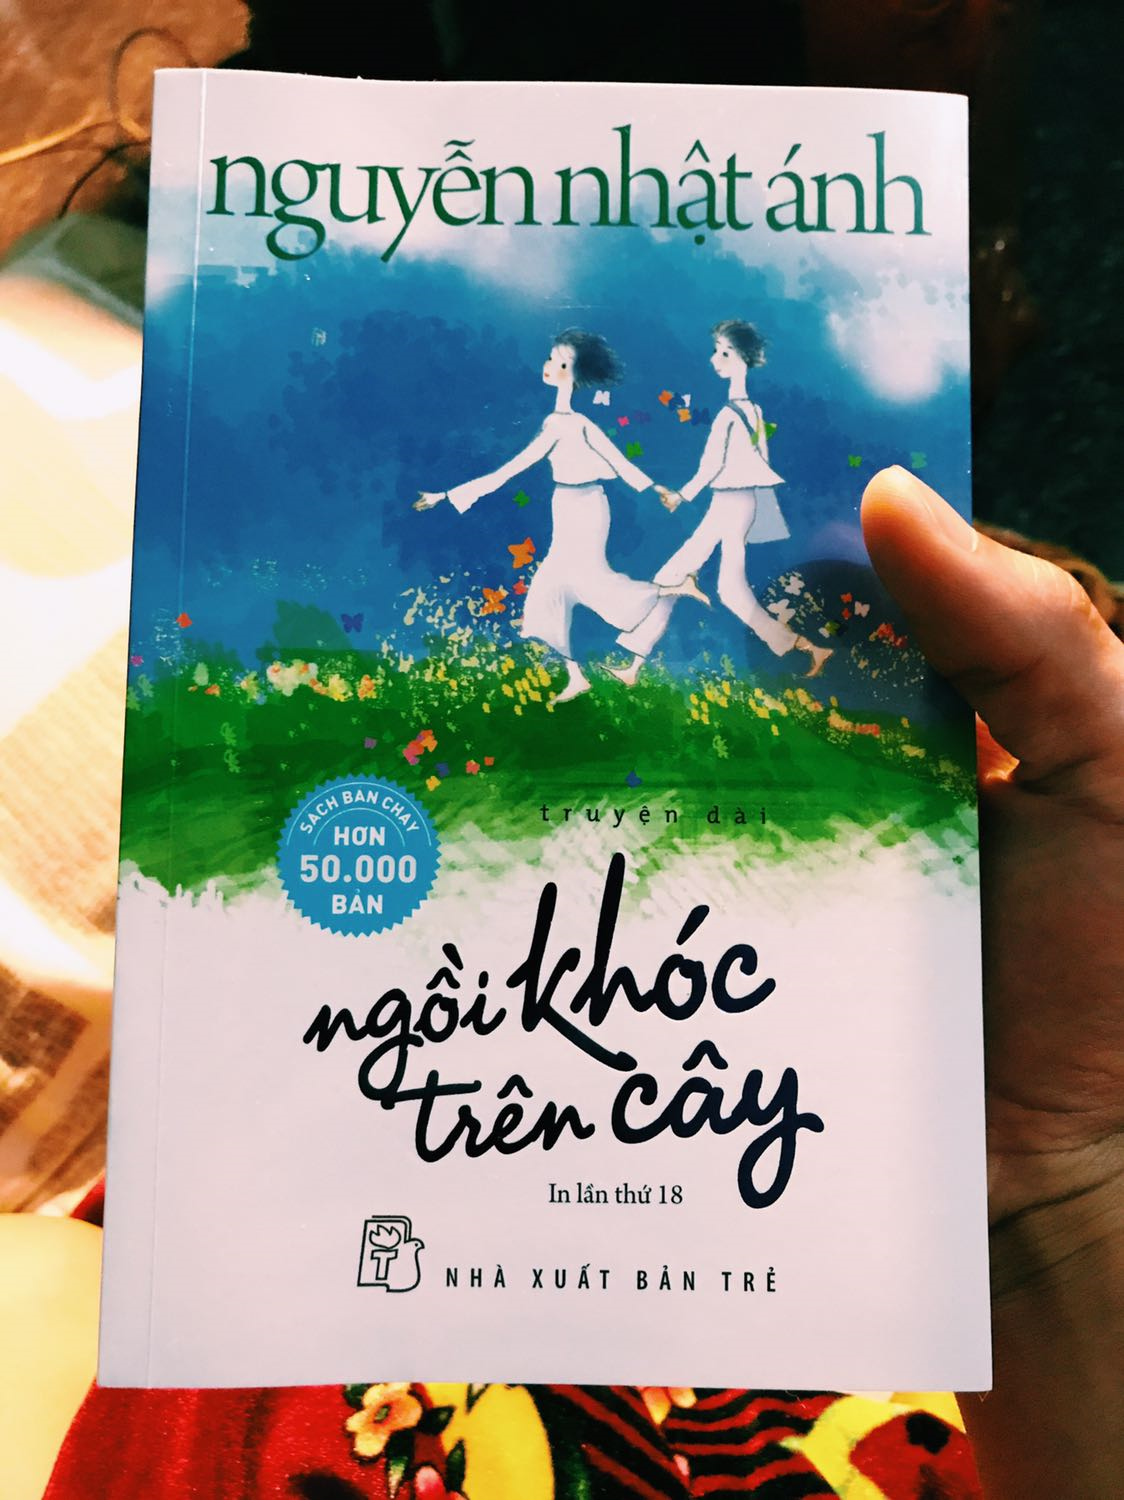 nguyễn nhật ánh
truyện dài
SÁCH BÁN CHẠY
HƠN
50.000
BẢN
ngồi khóc
trên cây
In lần thứ 18
T
NHÀ XUẤT BẢN TRẺ